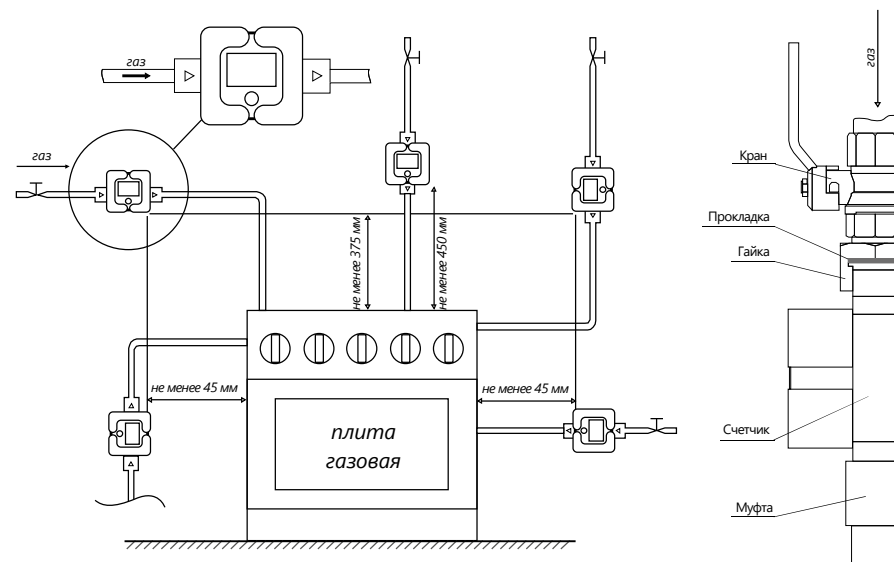 газ
газ
не менее 375 мм
не менее 450 мм
не менее 45 мм
не менее 45 мм
плита
газовая
газ
Кран
Прокладка
Гайка
Счетчик
Муфта